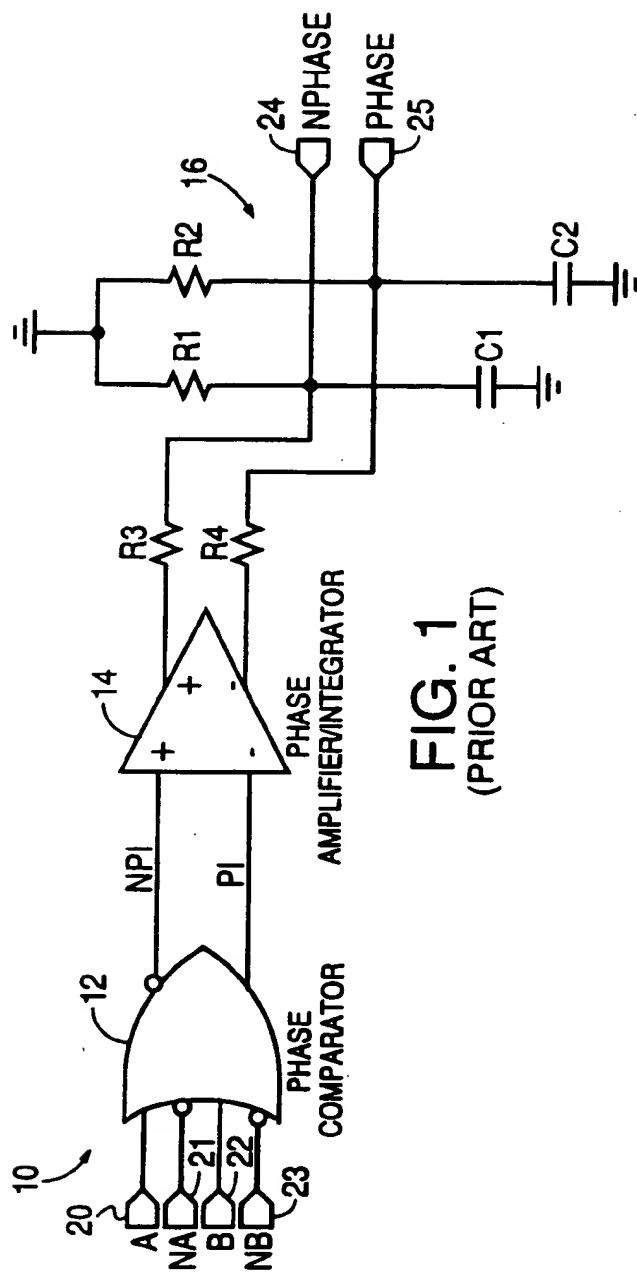 10
20
A
NA
21
B
22
NB
23
12
PHASE
COMPARATOR
NPI
PI
14
+
-
+
-
PHASE
AMPLIFIER/INTEGRATOR
R3
R4
R1
R2
16
C1
C2
24
NPHASE
PHASE
25
FIG. 1
(PRIOR ART)